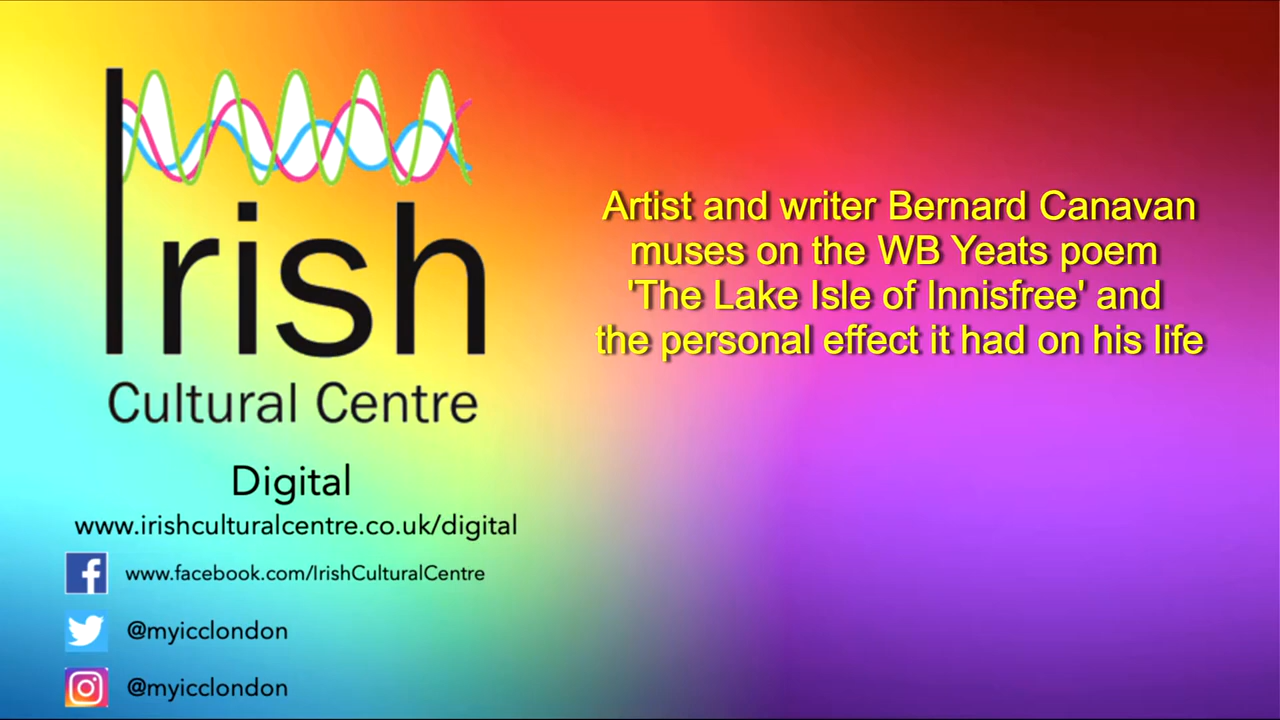 Irish
Cultural Centre
Digital
www.irishculturalcentre.co.uk/digital
www.facebook.com/IrishCulturalCentre
@myicclondon
@myicclondon
Artist and writer Bernard Canavan
muses on the WB Yeats poem
'The Lake Isle of Innisfree' and
the personal effect it had on his life